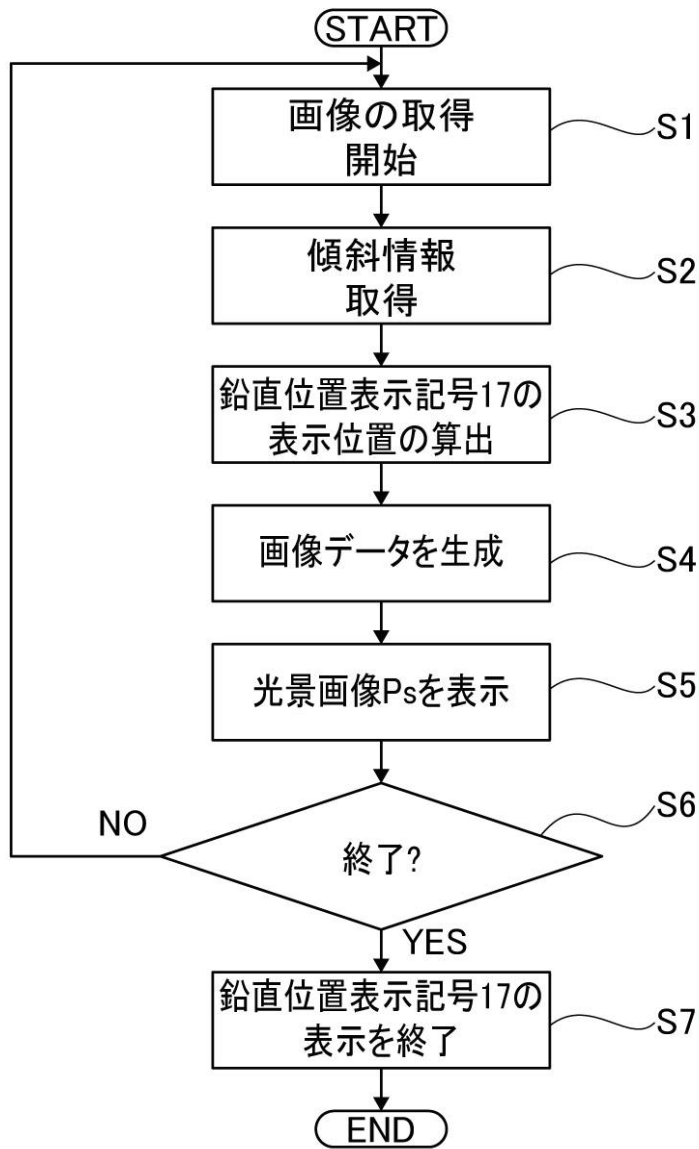 START
画像の取得
開始
S1
傾斜情報
取得
S2
鉛直位置表示記号17の
表示位置の算出
S3
画像データを生成
S4
光景画像Psを表示
S5
S6
NO
終了?
YES
鉛直位置表示記号17の
表示を終了
S7
END